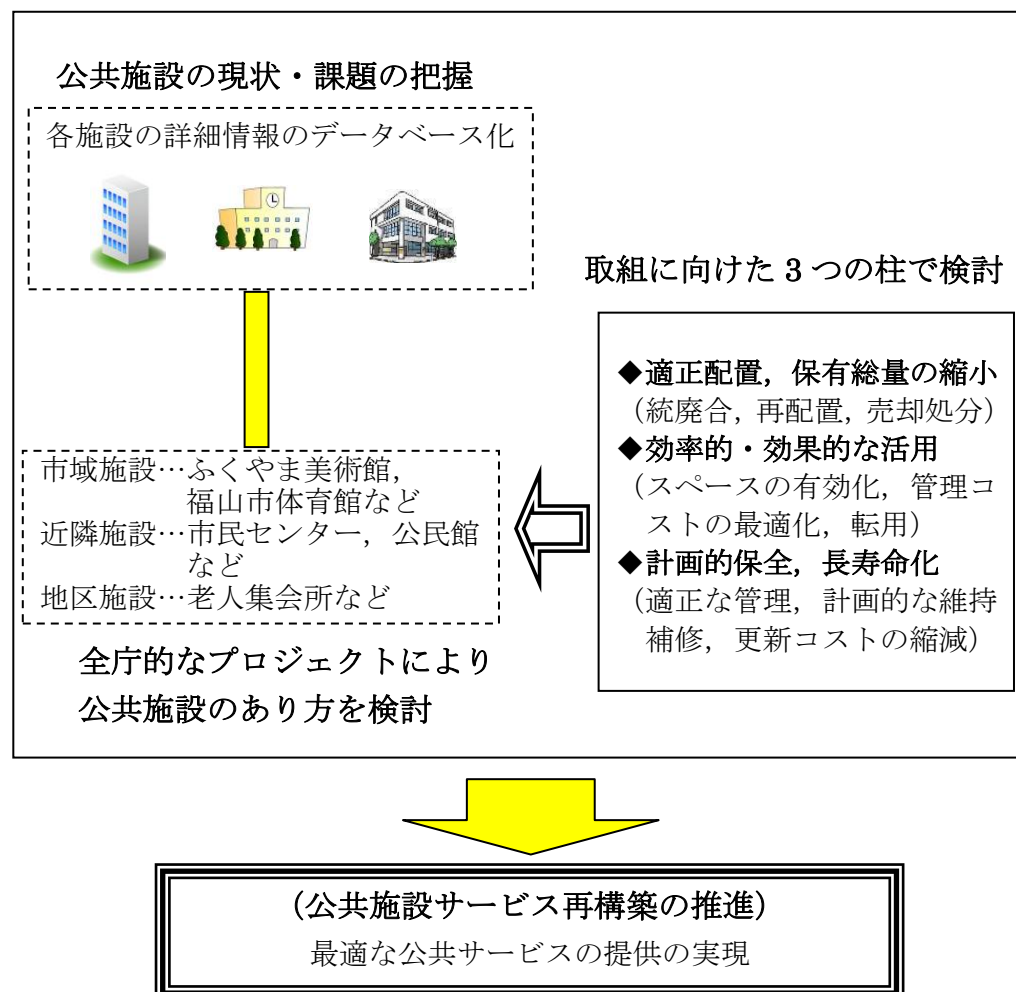 公共施設の現状・課題の把握
各施設の詳細情報のデータベース化
取組に向けた 3 つの柱で検討
◆適正配置，保有総量の縮小
（統廃合，再配置，売却処分）
◆効率的・効果的な活用
（スペースの有効化，管理コ
ストの最適化，転用）
◆計画的保全，長寿命化
（適正な管理，計画的な維持
補修，更新コストの縮減）
市域施設…ふくやま美術館，
福山市体育館など
近隣施設…市民センター，公民館
など
地区施設…老人集会所など
全庁的なプロジェクトにより
公共施設のあり方を検討
（公共施設サービス再構築の推進）
最適な公共サービスの提供の実現